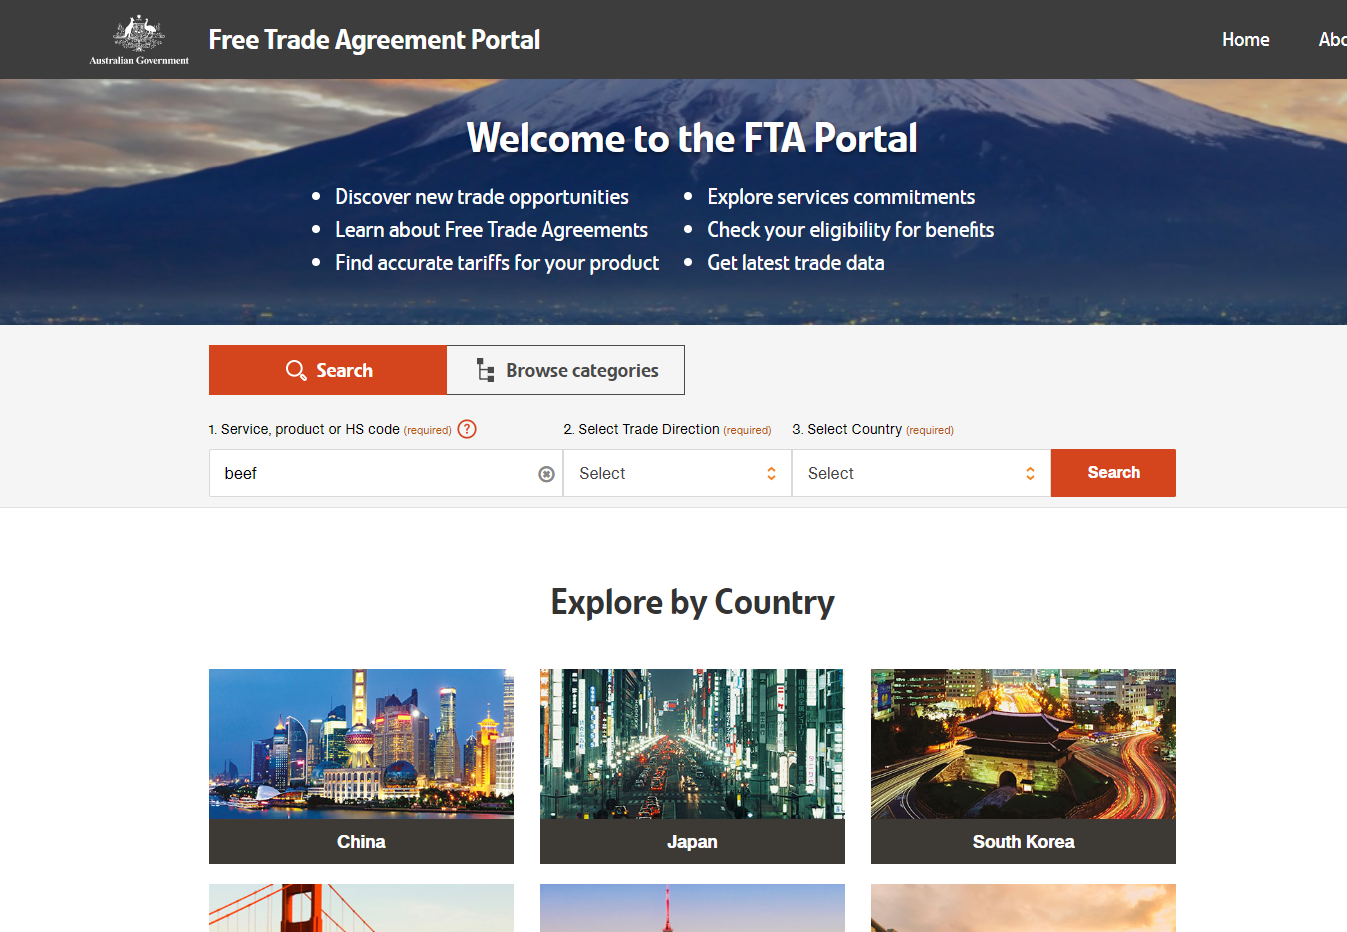 Australian Government
Free Trade Agreement Portal
Home
Abo
Welcome to the FTA Portal
Discover new trade opportunities
Learn about Free Trade Agreements
Find accurate tariffs for your product
Explore services commitments
Check your eligibility for benefits
Get latest trade data
Search
Browse categories
1. Service, product or HS code (required) ?
2. Select Trade Direction (required)
3. Select Country (required)
beef
Select
Select
Search
Explore by Country
China
Japan
South Korea